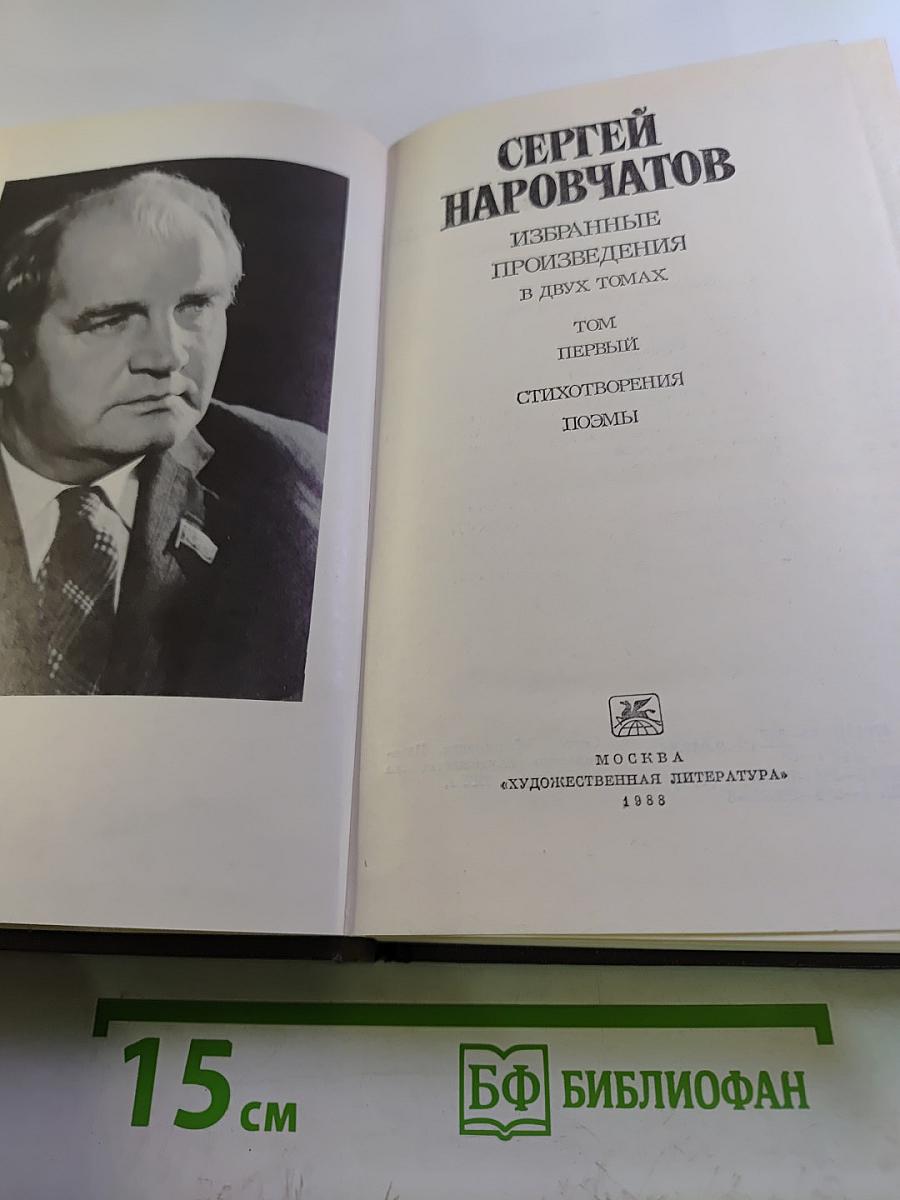 СЕРГЕЙ
НАРОВЧАТОВ
ИЗБРАННЫЕ
ПРОИЗВЕДЕНИЯ
В ДВУХ ТОМАХ
ТОМ
ПЕРВЫЙ
СТИХОТВОРЕНИЯ
ПОЭМЫ
МОСКВА
«ХУДОЖЕСТВЕННАЯ ЛИТЕРАТУРА»
1988
15 см
БФ БИБЛИОФАН